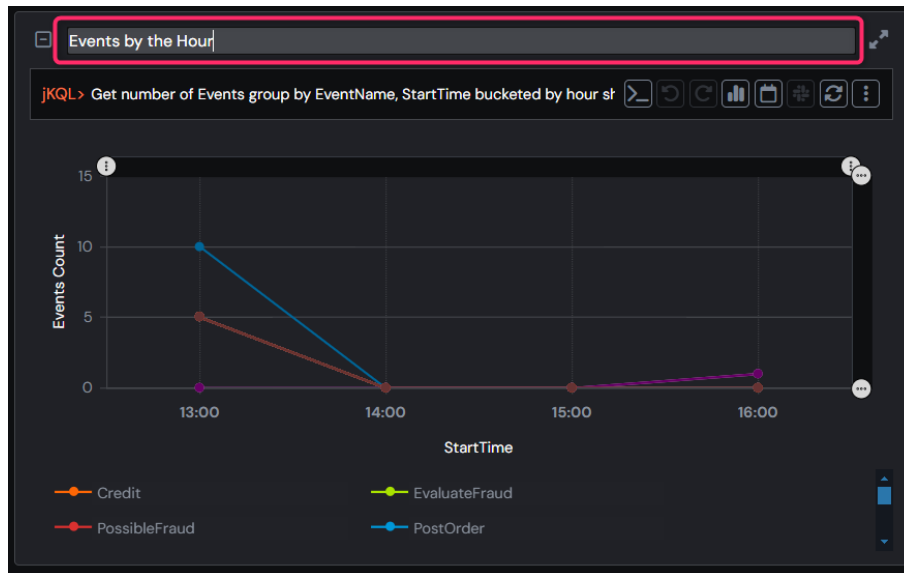 Events by the Hour
jKQL> Get number of Events group by EventName, StartTime bucketed by hour sh
15
10
5
0
Events Count
13:00 14:00 15:00 16:00
StartTime
Credit EvaluateFraud
PossibleFraud PostOrder